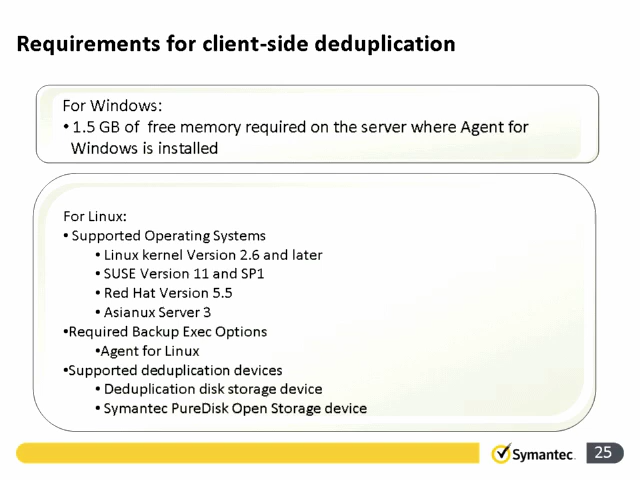 Requirements for client-side deduplication
For Windows:
• 1.5 GB of free memory required on the server where Agent for
Windows is installed
For Linux:
• Supported Operating Systems
• Linux kernel Version 2.6 and later
• SUSE Version 11 and SP1
• Red Hat Version 5.5
• Asianux Server 3
•Required Backup Exec Options
•Agent for Linux
•Supported deduplication devices
• Deduplication disk storage device
• Symantec PureDisk Open Storage device
Symantec.
25